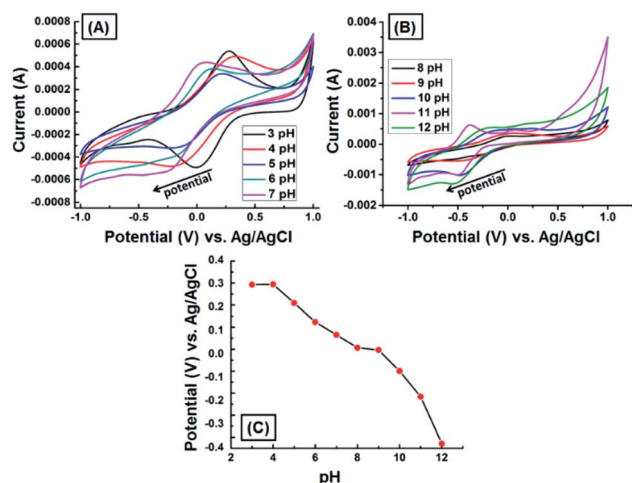 (A)
0.0008
0.0006
0.0004
0.0002
0.0000
-0.0002
-0.0004
-0.0006
-0.0008
Current (A)
3 pH
4 pH
5 pH
6 pH
7 pH
potential
-1.0
-0.5
0.0
0.5
1.0
Potential (V) vs. Ag/AgCl
(B)
0.004
0.003
0.002
0.001
0.000
-0.001
-0.002
Current (A)
8 pH
9 pH
10 pH
11 pH
12 pH
potential
-1.0
-0.5
0.0
0.5
1.0
Potential (V) vs. Ag/AgCl
0.3
0.2
0.1
0.0
-0.1
-0.2
-0.3
-0.4
Potential (V) vs. Ag/AgCl
(C)
2
4
6
8
10
12
pH